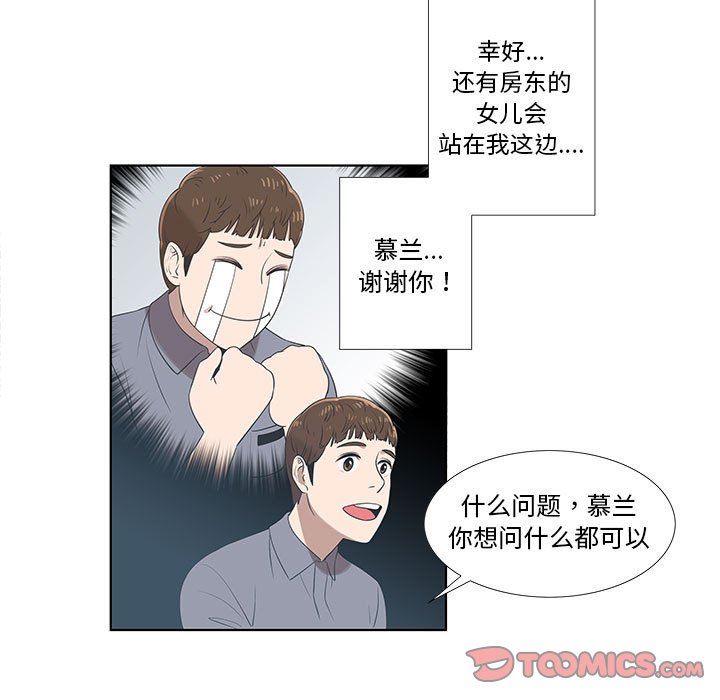 幸好...
还有房东的
女儿会
站在我这边....
慕兰...
谢谢你！
什么问题，慕兰
你想问什么都可以
TOOMICS.COM